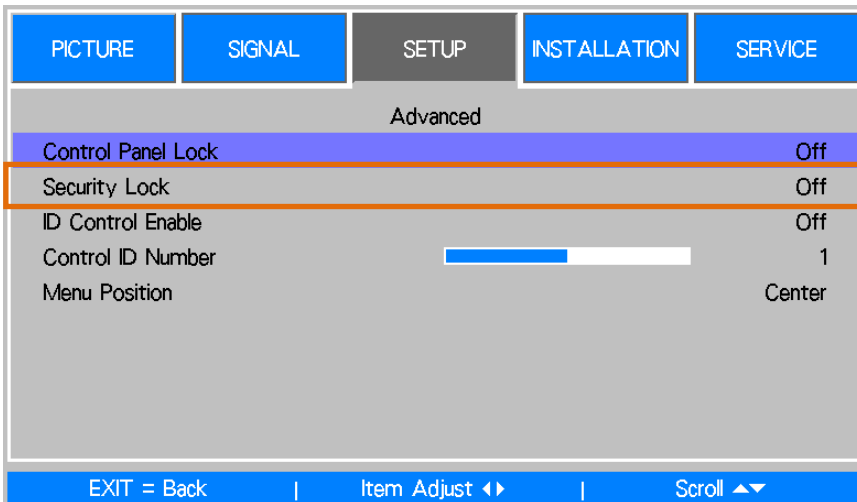 PICTURE SIGNAL SETUP INSTALLATION SERVICE
Advanced
Control Panel Lock Off
Security Lock Off
ID Control Enable Off
Control ID Number 1
Menu Position Center
EXIT = Back | Item Adjust ◀▶ | Scroll ▲▼